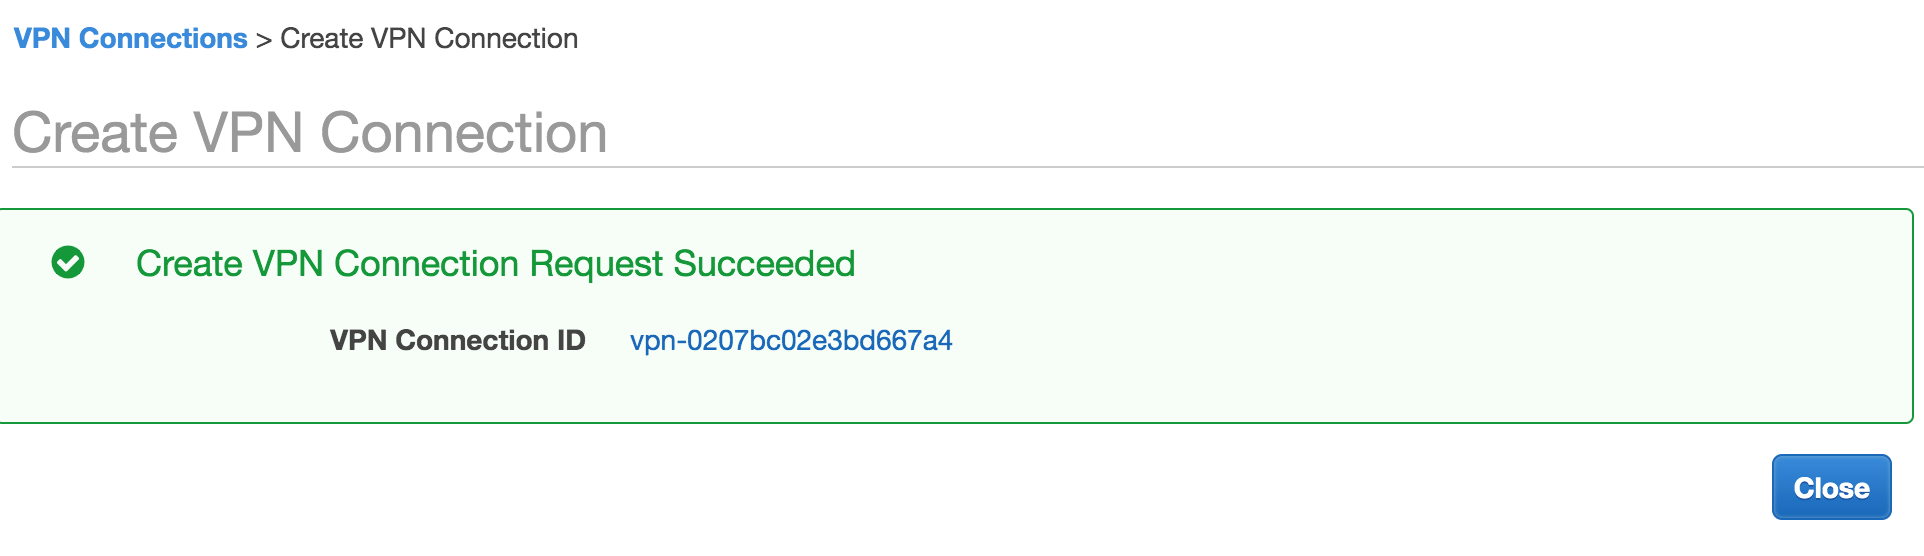 VPN Connections > Create VPN Connection
Create VPN Connection
Create VPN Connection Request Succeeded
VPN Connection ID vpn-0207bc02e3bd667a4
Close